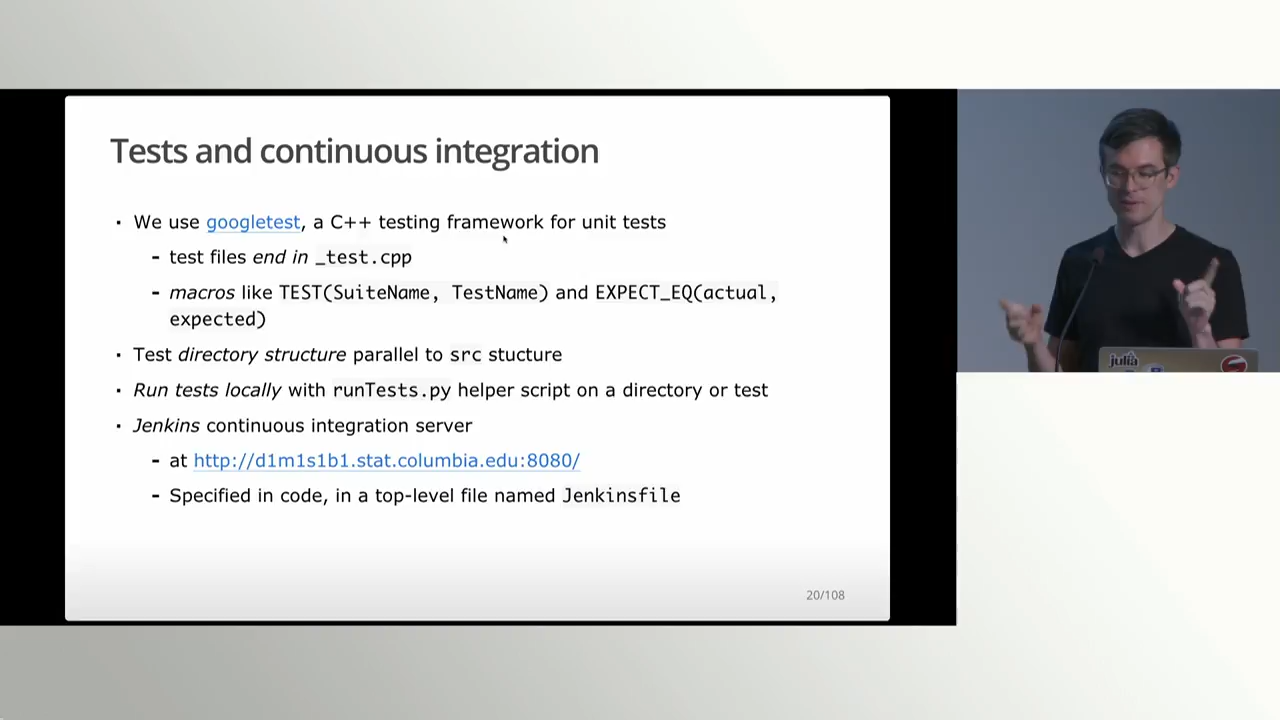 Tests and continuous integration
· We use googletest, a C++ testing framework for unit tests
- test files end in _test.cpp
- macros like TEST(SuiteName, TestName) and EXPECT_EQ(actual,
expected)
· Test directory structure parallel to src stucture
· Run tests locally with runTests.py helper script on a directory or test
· Jenkins continuous integration server
- at http://d1m1s1b1.stat.columbia.edu:8080/
- Specified in code, in a top-level file named Jenkinsfile
20/108
julia